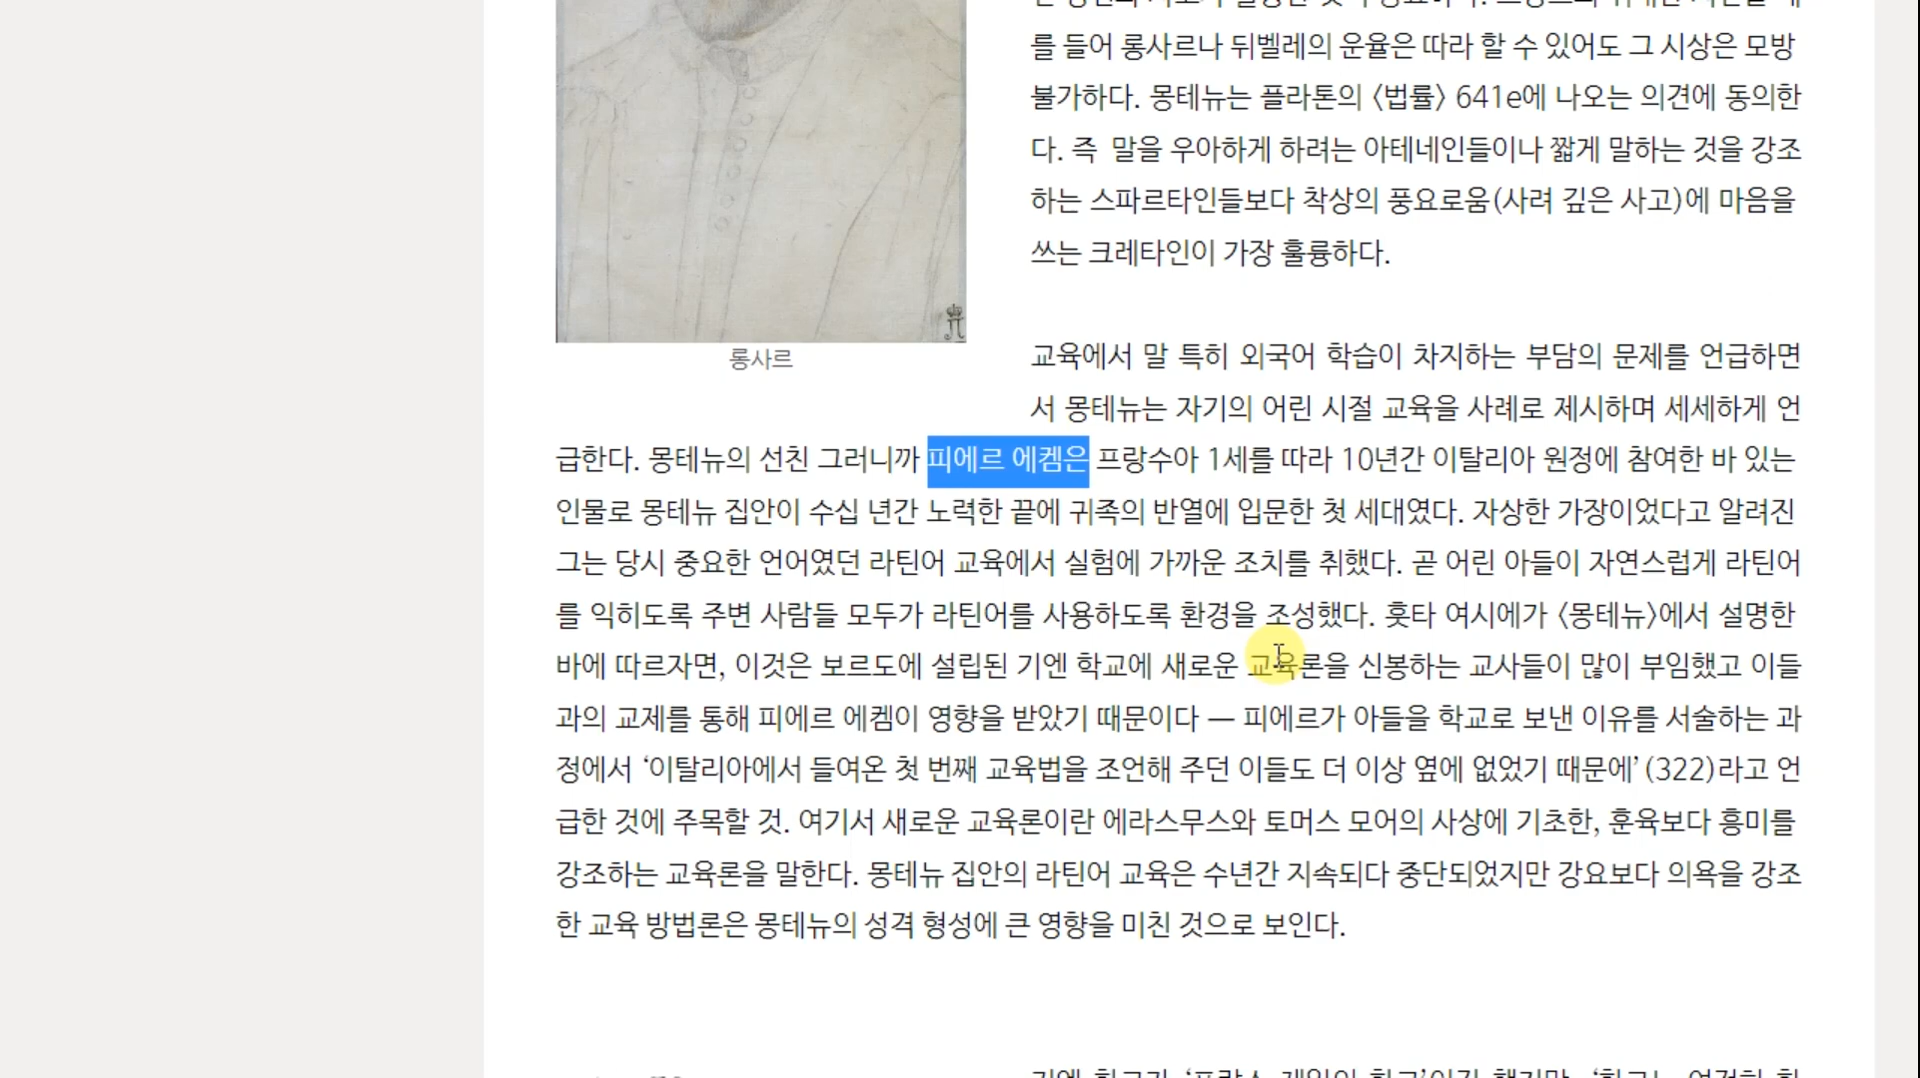 를 들어 롱사르나 뒤벨레의 운율은 따라 할 수 있어도 그 시상은 모방
불가하다. 몽테뉴는 플라톤의 〈법률〉 641e에 나오는 의견에 동의한
다. 즉 말을 우아하게 하려는 아테네인들이나 짧게 말하는 것을 강조
하는 스파르타인들보다 착상의 풍요로움(사려 깊은 사고)에 마음을
쓰는 크레타인이 가장 훌륭하다.
롱사르
교육에서 말 특히 외국어 학습이 차지하는 부담의 문제를 언급하면
서 몽테뉴는 자기의 어린 시절 교육을 사례로 제시하며 세세하게 언
급한다. 몽테뉴의 선친 그러니까 피에르 에켐은 프랑수아 1세를 따라 10년간 이탈리아 원정에 참여한 바 있는
인물로 몽테뉴 집안이 수십 년간 노력한 끝에 귀족의 반열에 입문한 첫 세대였다. 자상한 가장이었다고 알려진
그는 당시 중요한 언어였던 라틴어 교육에서 실험에 가까운 조치를 취했다. 곧 어린 아들이 자연스럽게 라틴어
를 익히도록 주변 사람들 모두가 라틴어를 사용하도록 환경을 조성했다. 홋타 여시에가 〈몽테뉴〉에서 설명한
바에 따르자면, 이것은 보르도에 설립된 기엔 학교에 새로운 교육론을 신봉하는 교사들이 많이 부임했고 이들
과의 교제를 통해 피에르 에켐이 영향을 받았기 때문이다 — 피에르가 아들을 학교로 보낸 이유를 서술하는 과
정에서 ‘이탈리아에서 들여온 첫 번째 교육법을 조언해 주던 이들도 더 이상 옆에 없었기 때문에’(322)라고 언
급한 것에 주목할 것. 여기서 새로운 교육론이란 에라스무스와 토머스 모어의 사상에 기초한, 훈육보다 흥미를
강조하는 교육론을 말한다. 몽테뉴 집안의 라틴어 교육은 수년간 지속되다 중단되었지만 강요보다 의욕을 강조
한 교육 방법론은 몽테뉴의 성격 형성에 큰 영향을 미친 것으로 보인다.